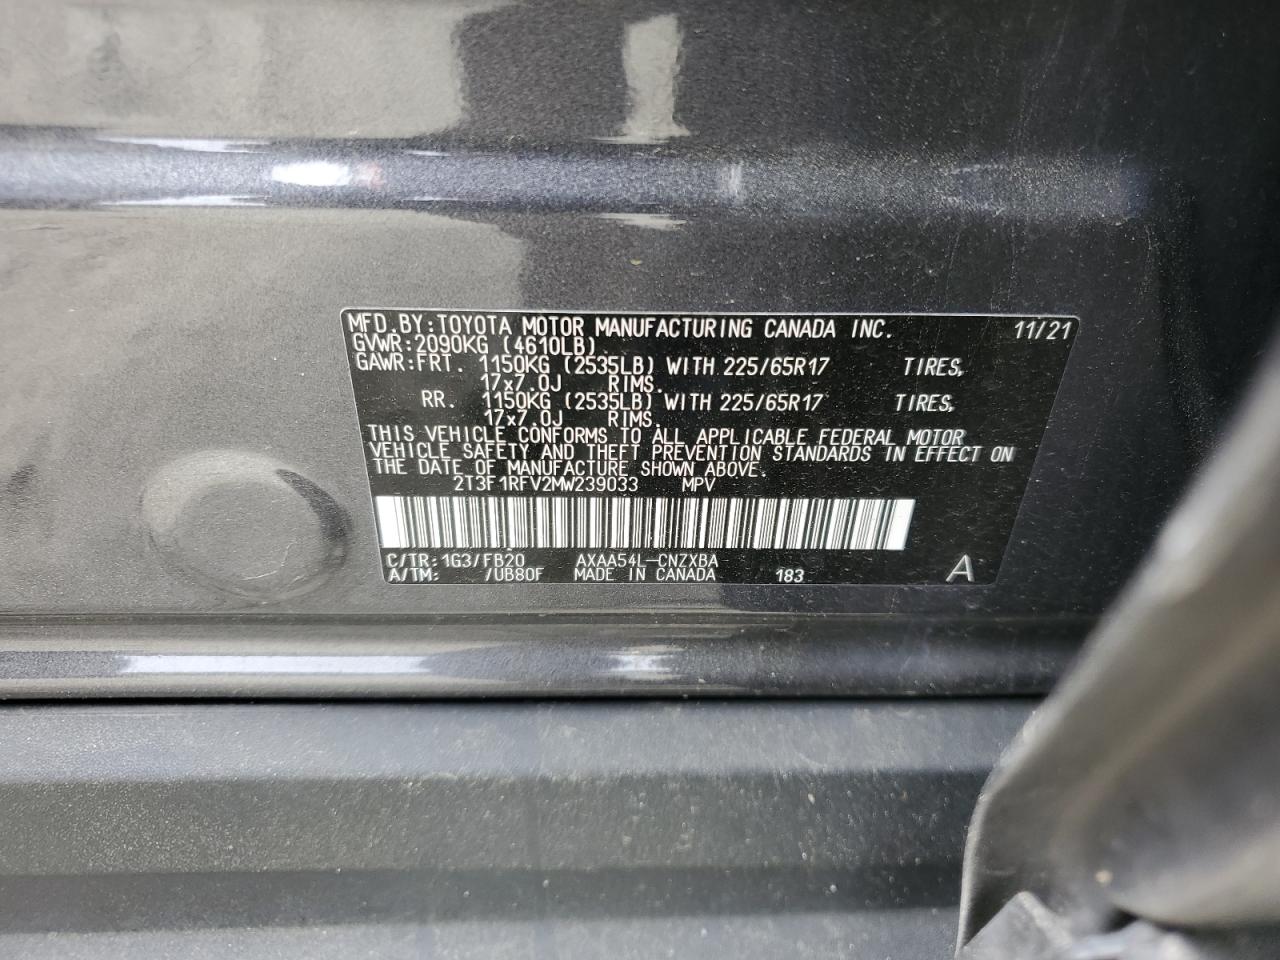 MFD.BY:TOYOTA MOTOR MANUFACTURING CANADA INC. 11/21
GVWR:2090KG (4610LB)
GAWR:FRT. 1150KG (2535LB) WITH 225/65R17 TIRES,
17x7.0J RIMS.
RR. 1150KG (2535LB) WITH 225/65R17 TIRES,
17x7.0J RIMS.
THIS VEHICLE CONFORMS TO ALL APPLICABLE FEDERAL MOTOR
VEHICLE SAFETY AND THEFT PREVENTION STANDARDS IN EFFECT ON
THE DATE OF MANUFACTURE SHOWN ABOVE.
2T3F1RFV2MW239033 MPV
C/TR:1G3/FB20 AXAA54L-CNZXBA
A/TM: /UB80F MADE IN CANADA 183 A